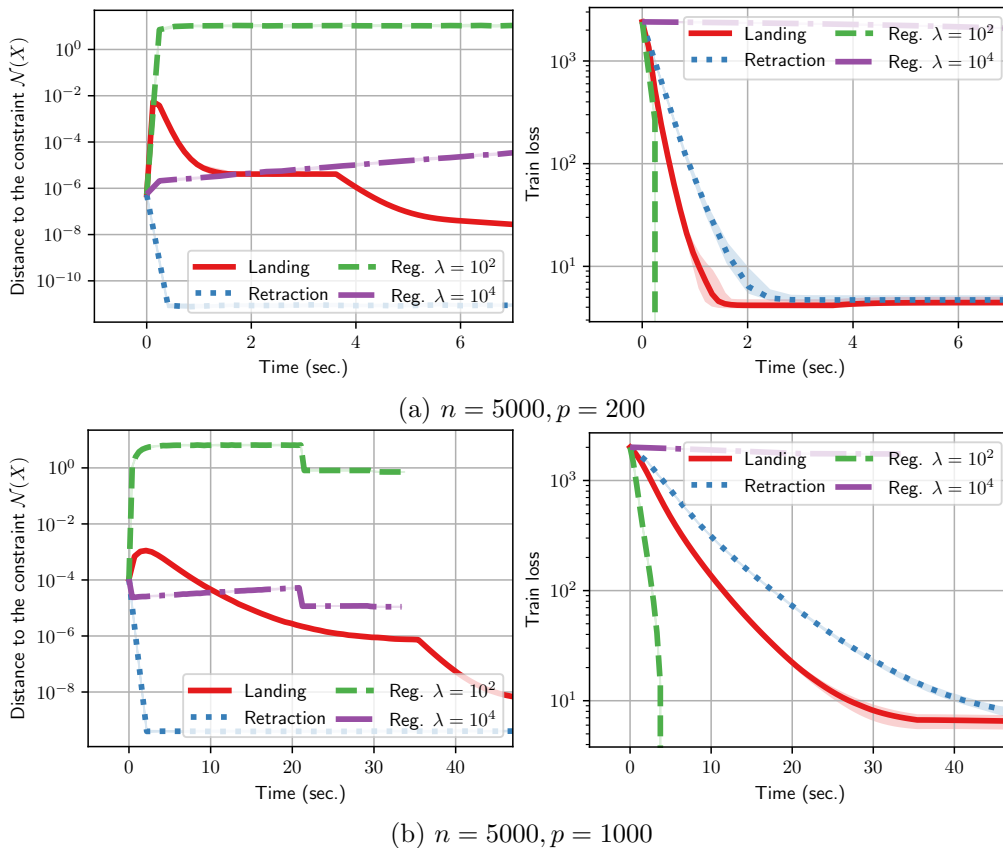 Distance to the constraint N(X)
10^0
10^{-2}
10^{-4}
10^{-6}
10^{-8}
10^{-10}
0 2 4 6
Time (sec.)
Landing
Retraction
Reg. λ = 10^2
Reg. λ = 10^4
Train loss
10^3
10^2
10^1
0 2 4 6
Time (sec.)
Landing
Retraction
Reg. λ = 10^2
Reg. λ = 10^4
(a) n = 5000, p = 200
Distance to the constraint N(X)
10^0
10^{-2}
10^{-4}
10^{-6}
10^{-8}
0 10 20 30 40
Time (sec.)
Landing
Retraction
Reg. λ = 10^2
Reg. λ = 10^4
Train loss
10^3
10^2
10^1
0 10 20 30 40
Time (sec.)
Landing
Retraction
Reg. λ = 10^2
Reg. λ = 10^4
(b) n = 5000, p = 1000